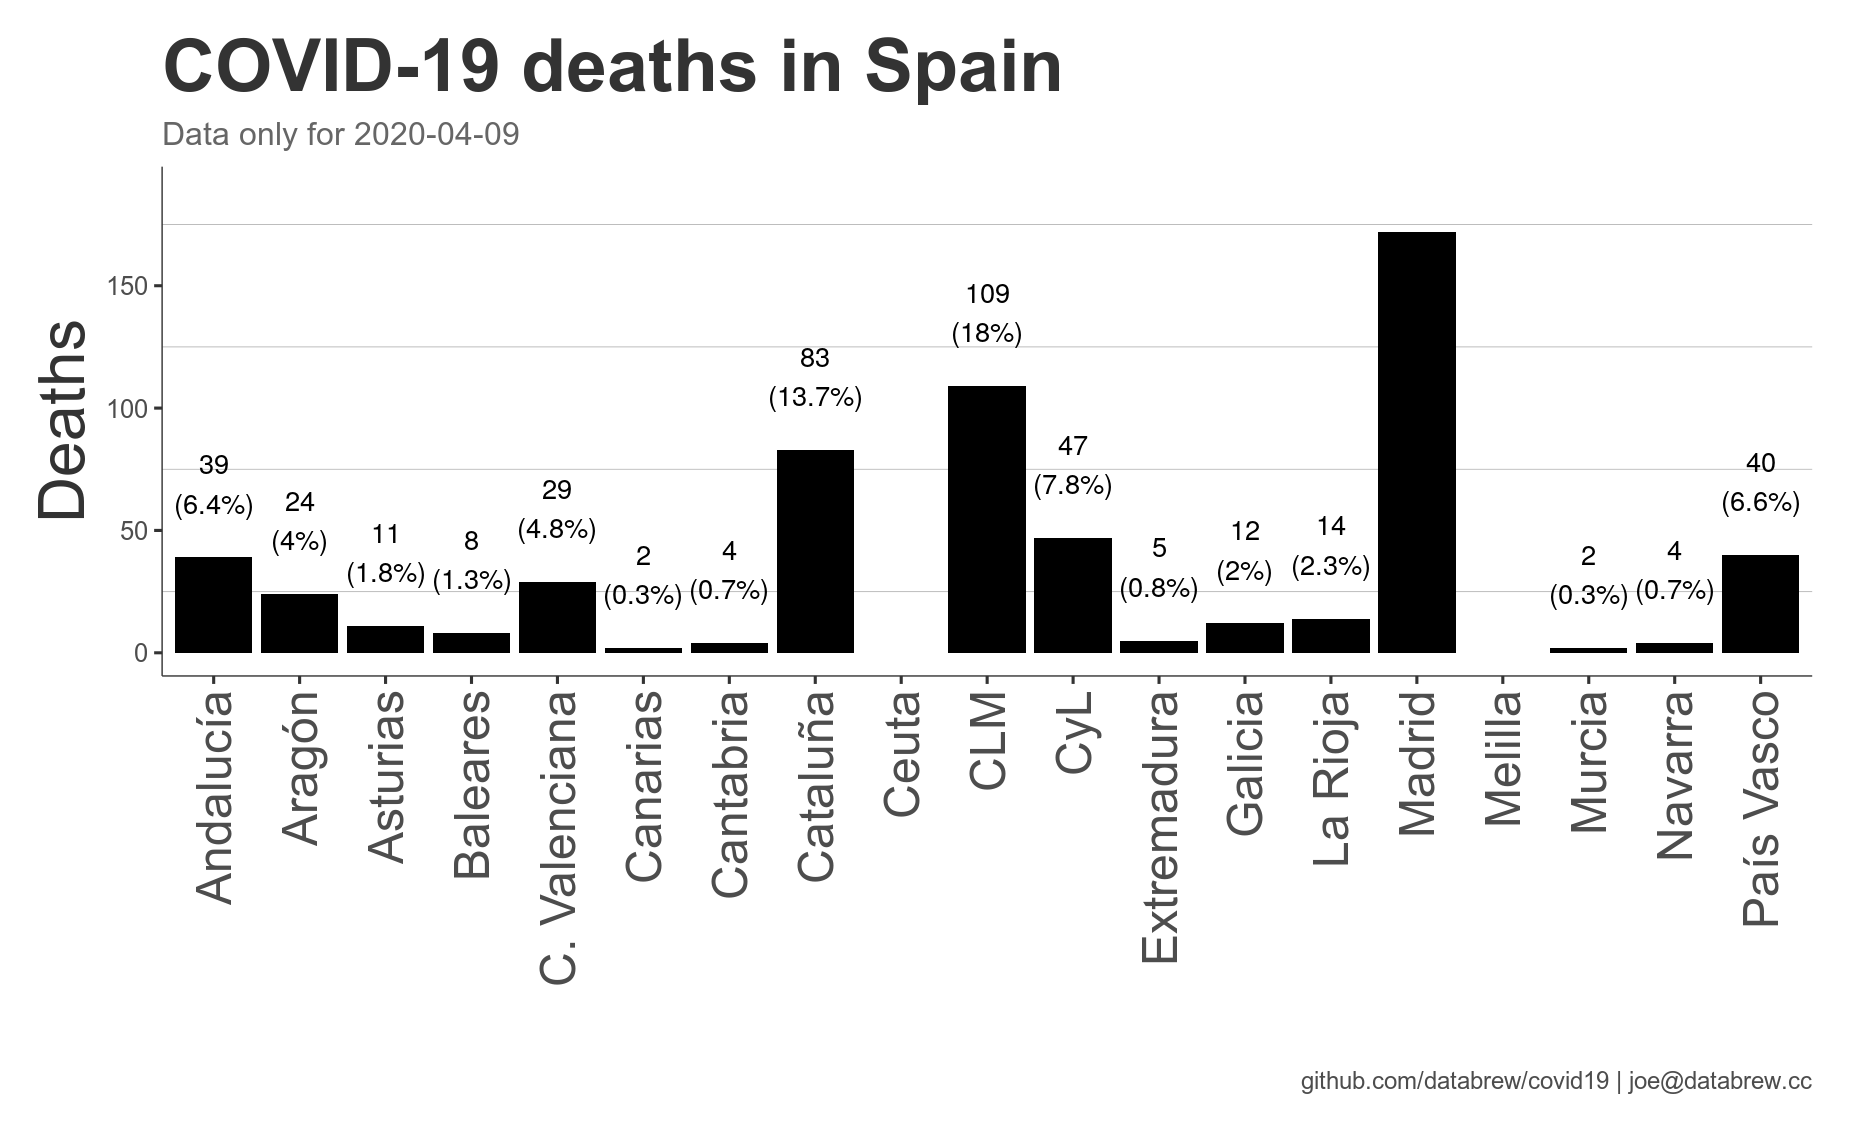 COVID-19 deaths in Spain
Data only for 2020-04-09
Deaths
150
100
50
0
39
(6.4%)
24
(4%)
11
(1.8%)
8
(1.3%)
29
(4.8%)
2
(0.3%)
4
(0.7%)
83
(13.7%)
109
(18%)
47
(7.8%)
5
(0.8%)
12
(2%)
14
(2.3%)
2
(0.3%)
4
(0.7%)
40
(6.6%)
Andalucía
Aragón
Asturias
Baleares
C. Valenciana
Canarias
Cantabria
Cataluña
Ceuta
CLM
CyL
Extremadura
Galicia
La Rioja
Madrid
Melilla
Murcia
Navarra
País Vasco
github.com/databrew/covid19 | joe@databrew.cc